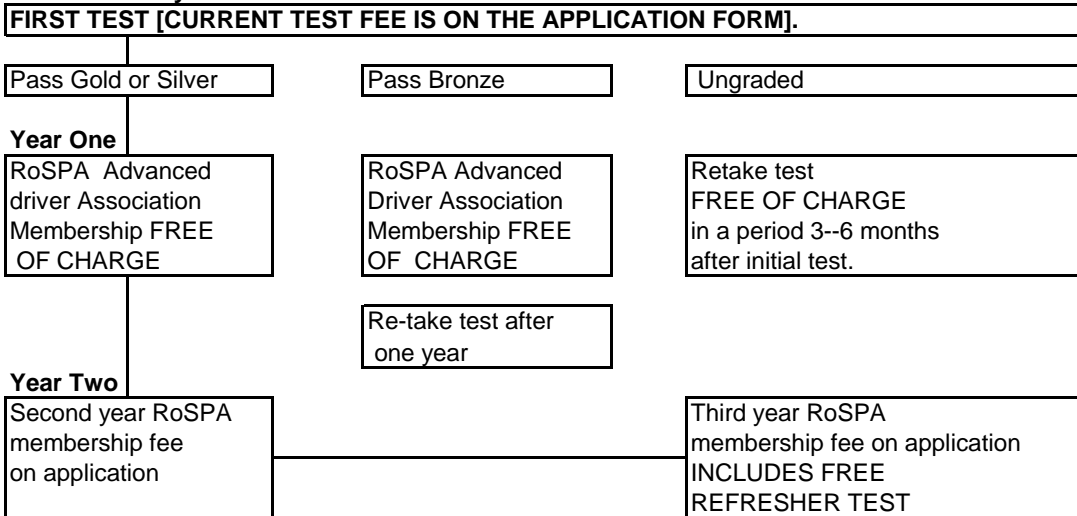 FIRST TEST [CURRENT TEST FEE IS ON THE APPLICATION FORM].
Pass Gold or Silver
Pass Bronze
Ungraded
Year One
RoSPA Advanced
driver Association
Membership FREE
OF CHARGE
RoSPA Advanced
Driver Association
Membership FREE
OF CHARGE
Retake test
FREE OF CHARGE
in a period 3--6 months
after initial test.
Re-take test after
one year
Year Two
Second year RoSPA
membership fee
on application
Third year RoSPA
membership fee on application
INCLUDES FREE
REFRESHER TEST